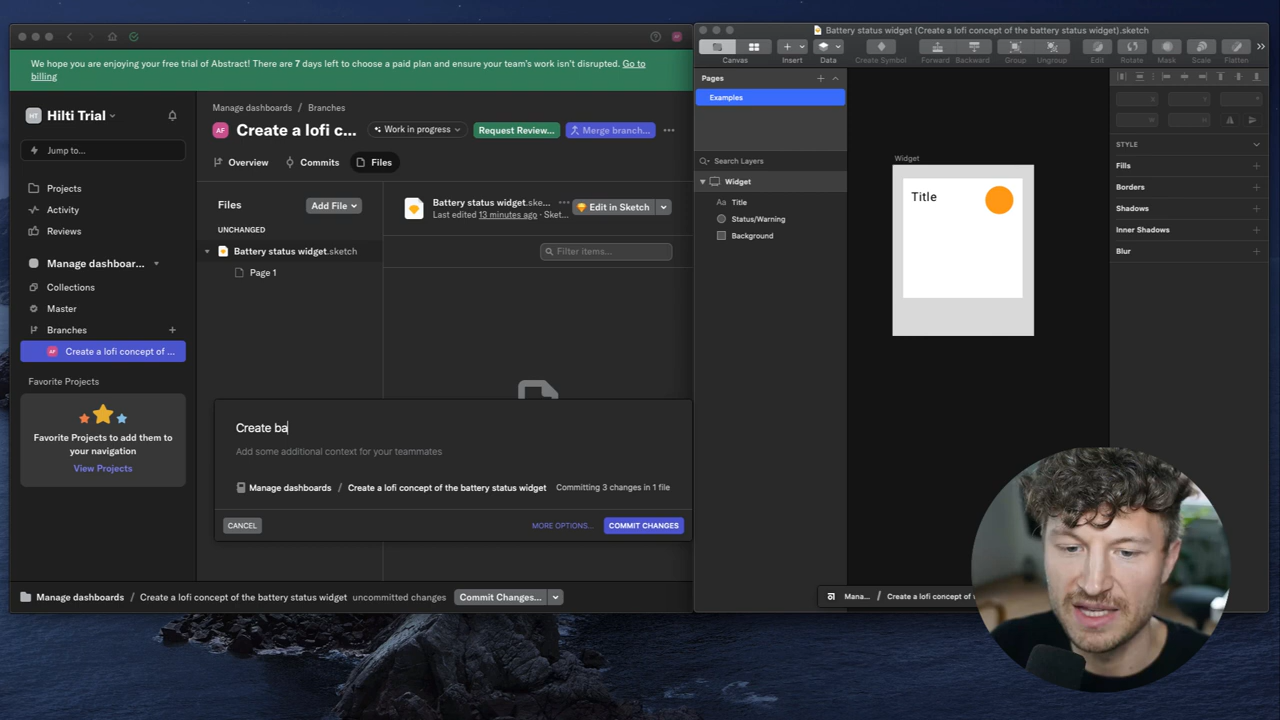 We hope you are enjoying your free trial of Abstract! There are 7 days left to choose a paid plan and ensure your team's work isn't disrupted. Go to
billing
HT Hilti Trial
Jump to...
Projects
Activity
Reviews
Manage dashboar...
Collections
Master
Branches
AF Create a lofi concept of ...
Favorite Projects
Favorite Projects to add them to
your navigation
View Projects
Manage dashboards / Branches
AF Create a lofi c... Work in progress Request Review... Merge branch...
Overview Commits Files
Files Add File
UNCHANGED
Battery status widget.sketch
Page 1
Battery status widget.ske... Edit in Sketch
Last edited 13 minutes ago · Sket...
Filter items...
Create ba
Add some additional context for your teammates
Manage dashboards / Create a lofi concept of the battery status widget Committing 3 changes in 1 file
CANCEL MORE OPTIONS... COMMIT CHANGES
Manage dashboards / Create a lofi concept of the battery status widget uncommitted changes Commit Changes...
Battery status widget (Create a lofi concept of the battery status widget).sketch
Canvas Insert Data Create Symbol Forward Backward Group Ungroup Edit Rotate Mask Scale Flatten
Pages
Examples
Search Layers
Widget
Aa Title
Status/Warning
Background
Widget
Title
STYLE
Fills
Borders
Shadows
Inner Shadows
Blur
Mana... / Create a lofi concept of